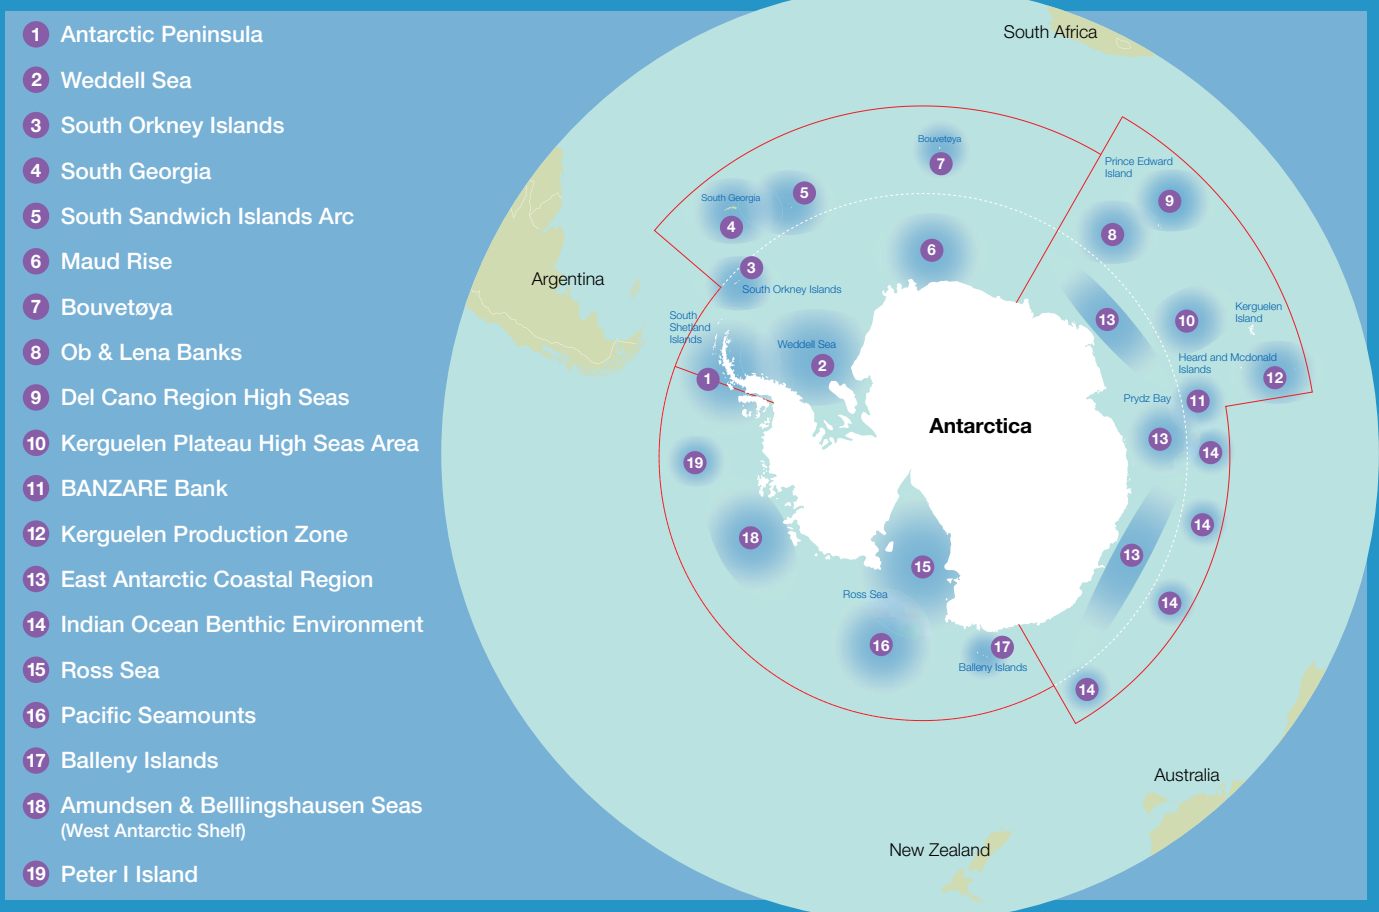 1 Antarctic Peninsula
2 Weddell Sea
3 South Orkney Islands
4 South Georgia
5 South Sandwich Islands Arc
6 Maud Rise
7 Bouvetøya
8 Ob & Lena Banks
9 Del Cano Region High Seas
10 Kerguelen Plateau High Seas Area
11 BANZARE Bank
12 Kerguelen Production Zone
13 East Antarctic Coastal Region
14 Indian Ocean Benthic Environment
15 Ross Sea
16 Pacific Seamounts
17 Balleny Islands
18 Amundsen & Belllingshausen Seas
(West Antarctic Shelf)
19 Peter I Island
South Africa
Bouvetøya
7
Prince Edward
Island
9
8
South Georgia
5
4
6
3
South Orkney Islands
Argentina
South
Shetland
Islands
Weddell Sea
2
1
13
10
Kerguelen
Island
Heard and Mcdonald
Islands
12
Prydz Bay
11
Antarctica
13
14
19
18
14
13
15
Ross Sea
14
16
17
Balleny Islands
14
Australia
New Zealand